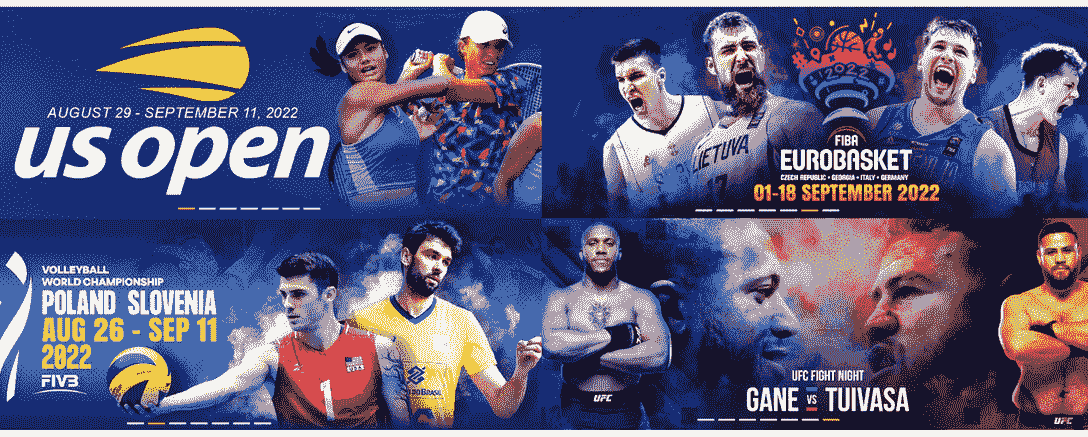 AUGUST 29 - SEPTEMBER 11, 2022
us open
2022
LIETUVA
FIBA
EUROBASKET
CZECH REPUBLIC • GEORGIA • ITALY • GERMANY
01-18 SEPTEMBER 2022
VOLLEYBALL
WORLD CHAMPIONSHIP
POLAND SLOVENIA
AUG 26 - SEP 11
2022
FIVB
USA
1
BRASIL
UFC FIGHT NIGHT
GANE VS TUIVASA
UFC
UFC